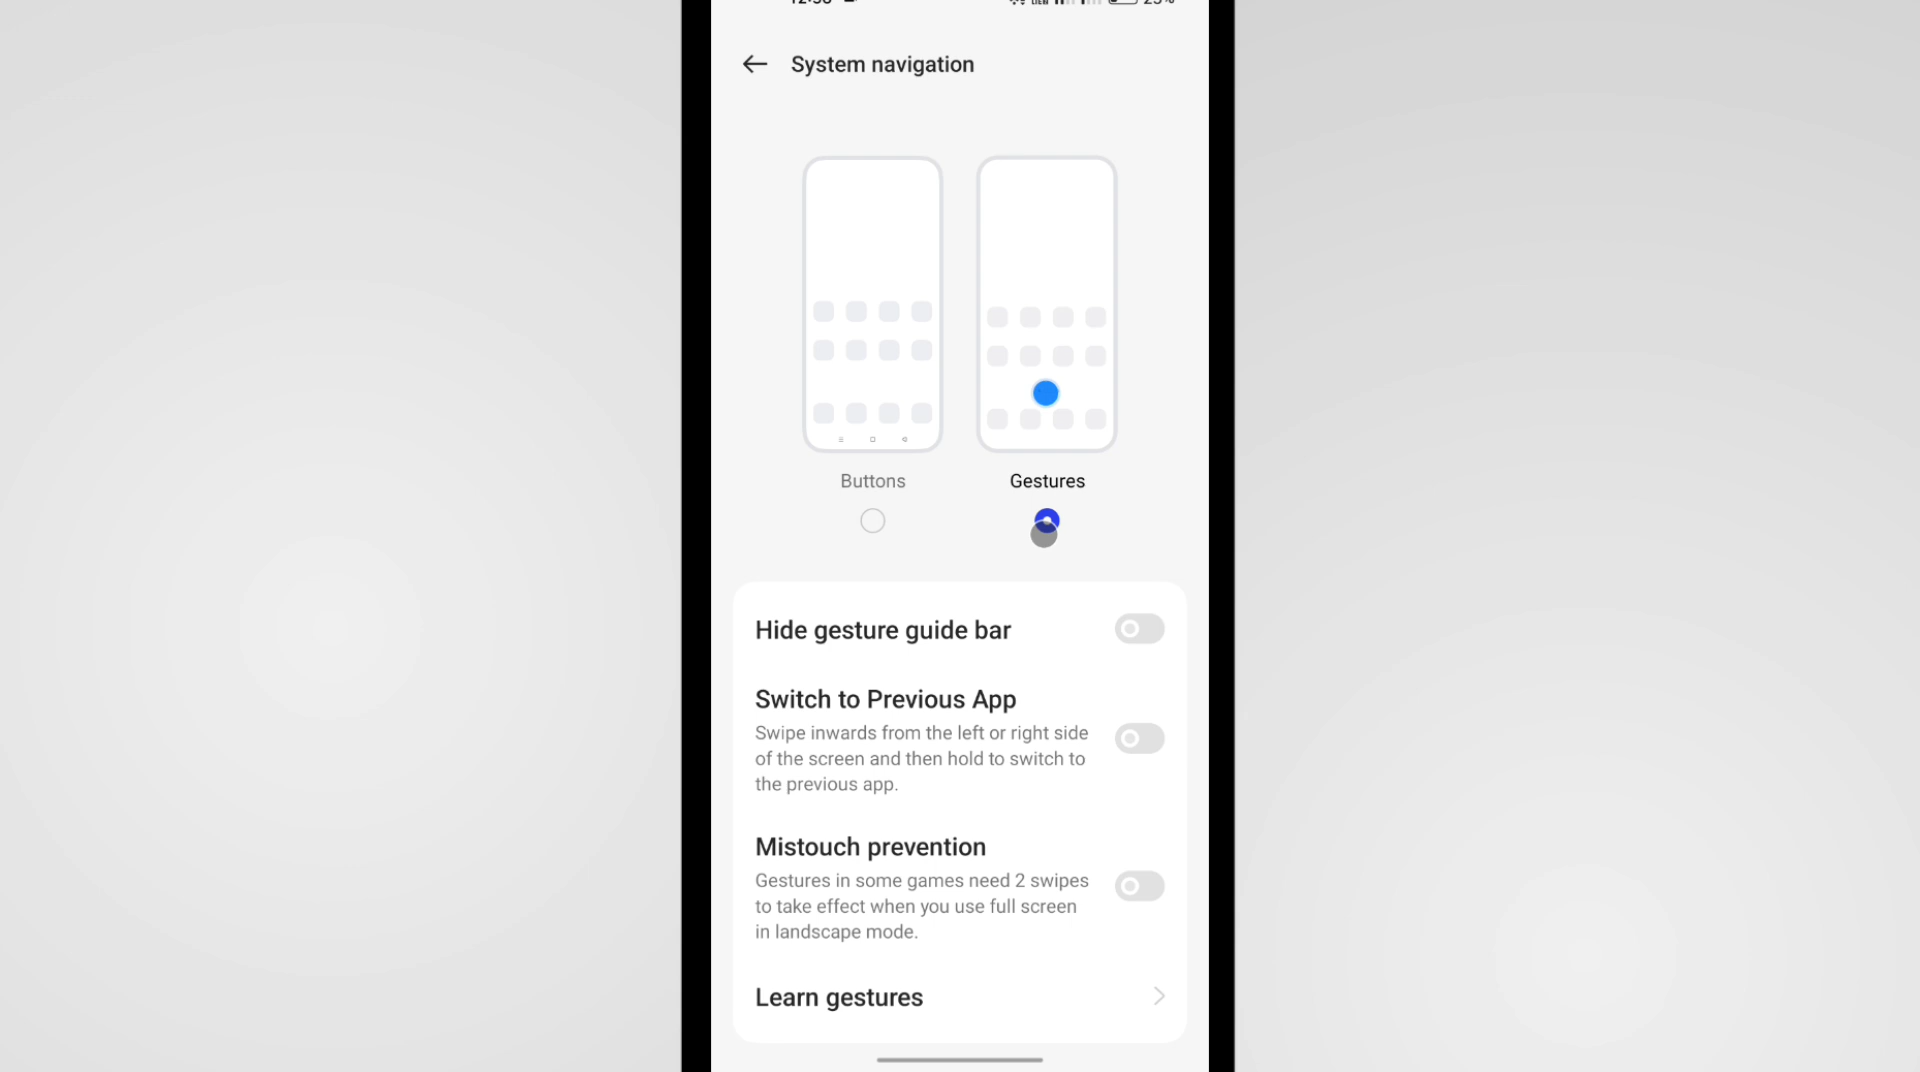 System navigation
Buttons
Gestures
Hide gesture guide bar
Switch to Previous App
Swipe inwards from the left or right side
of the screen and then hold to switch to
the previous app.
Mistouch prevention
Gestures in some games need 2 swipes
to take effect when you use full screen
in landscape mode.
Learn gestures